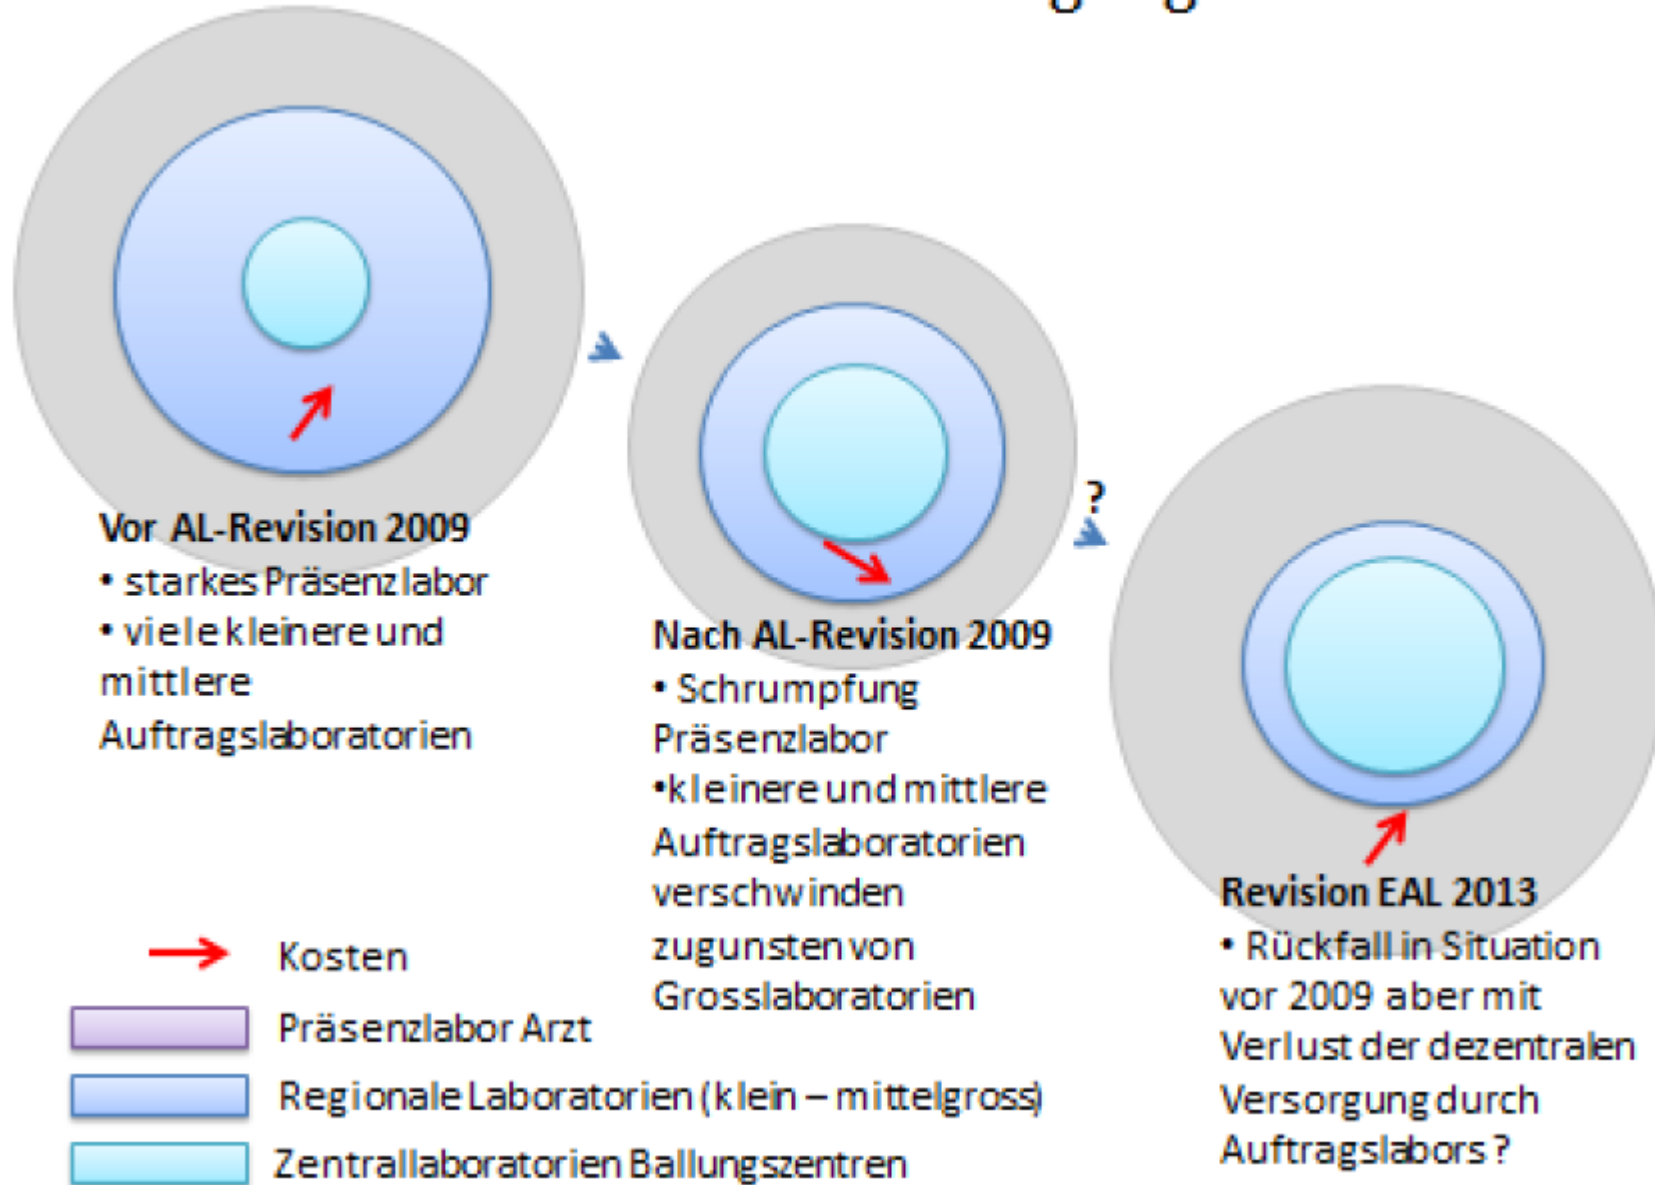 Vor AL-Revision 2009
• starkes Präsenzlabor
• viele kleinere und
mittlere
Auftragslaboratorien
?
Nach AL-Revision 2009
• Schrumpfung
Präsenzlabor
•kleinere und mittlere
Auftragslaboratorien
verschwinden
zugunsten von
Grosslaboratorien
Revision EAL 2013
• Rückfall in Situation
vor 2009 aber mit
Verlust der dezentralen
Versorgung durch
Auftragslabors ?
Kosten
Präsenzlabor Arzt
Regionale Laboratorien (klein – mittelgross)
Zentrallaboratorien Ballungszentren